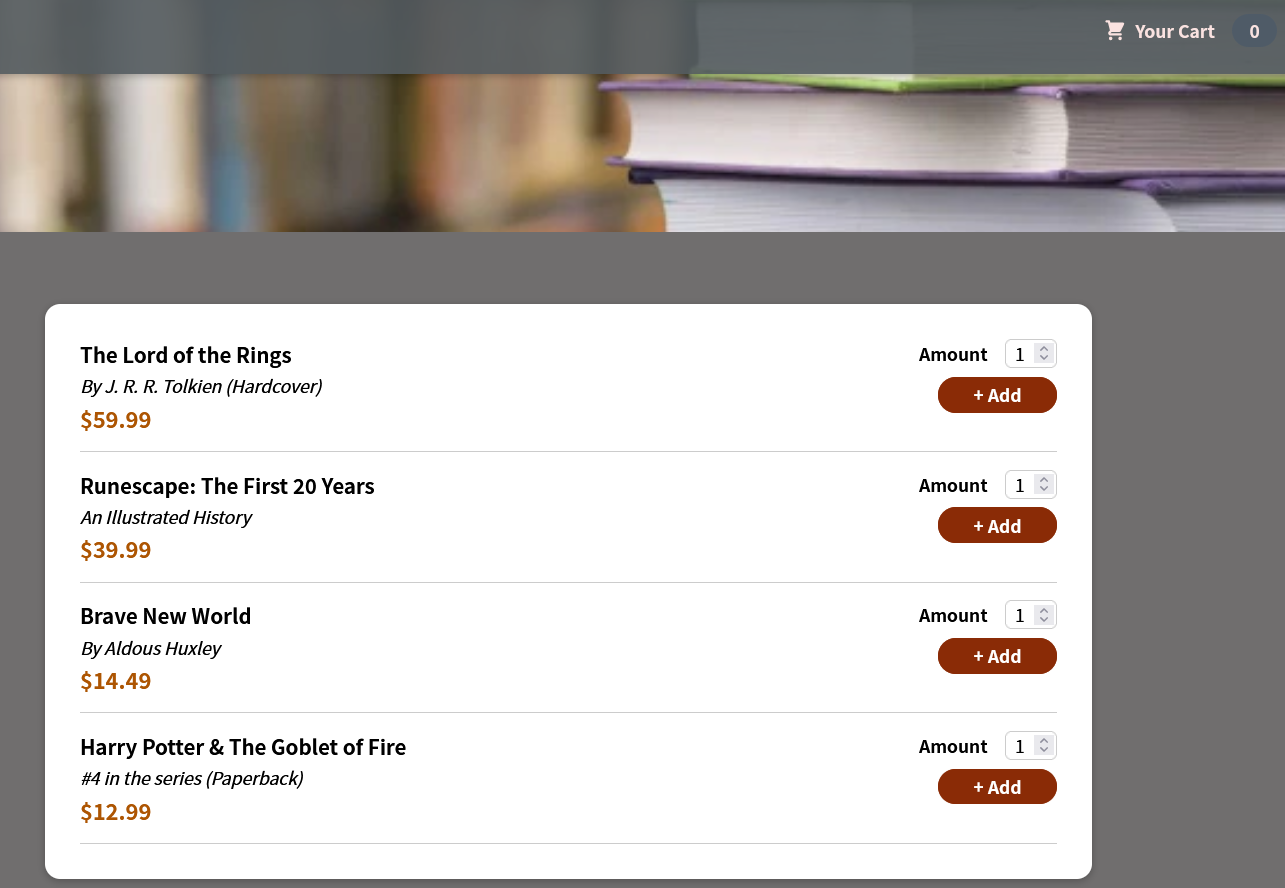 Your Cart 0
The Lord of the Rings
Amount 1
By J. R. R. Tolkien (Hardcover)
+ Add
$59.99
Runescape: The First 20 Years
Amount 1
An Illustrated History
+ Add
$39.99
Brave New World
Amount 1
By Aldous Huxley
+ Add
$14.49
Harry Potter & The Goblet of Fire
Amount 1
#4 in the series (Paperback)
+ Add
$12.99